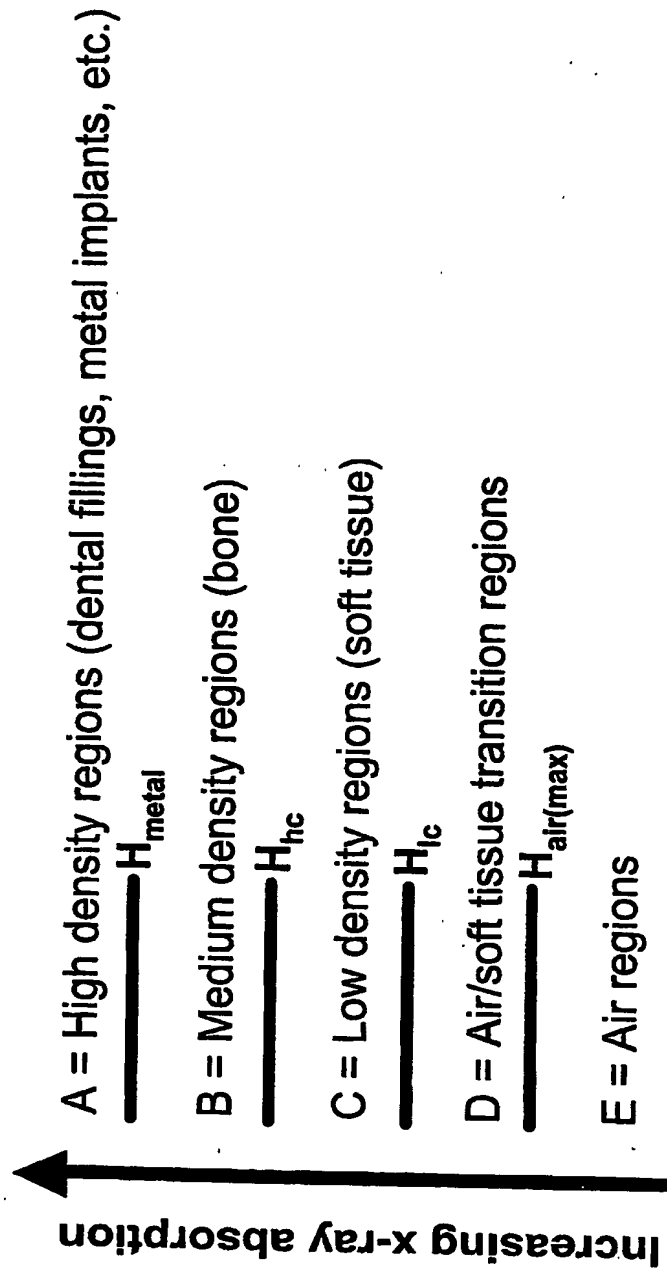 A = High density regions (dental fillings, metal implants, etc.)
H_metal
B = Medium density regions (bone)
H_hc
C = Low density regions (soft tissue)
H_lc
D = Air/soft tissue transition regions
H_air(max)
E = Air regions
Increasing x-ray absorption